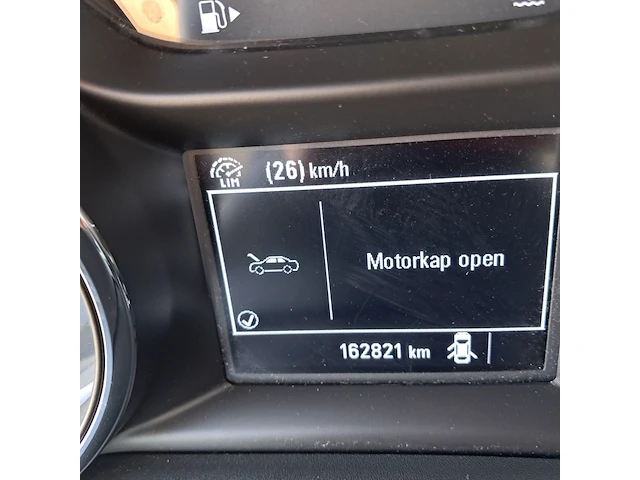 LIM (26) km/h
Motorkap open
162821 km